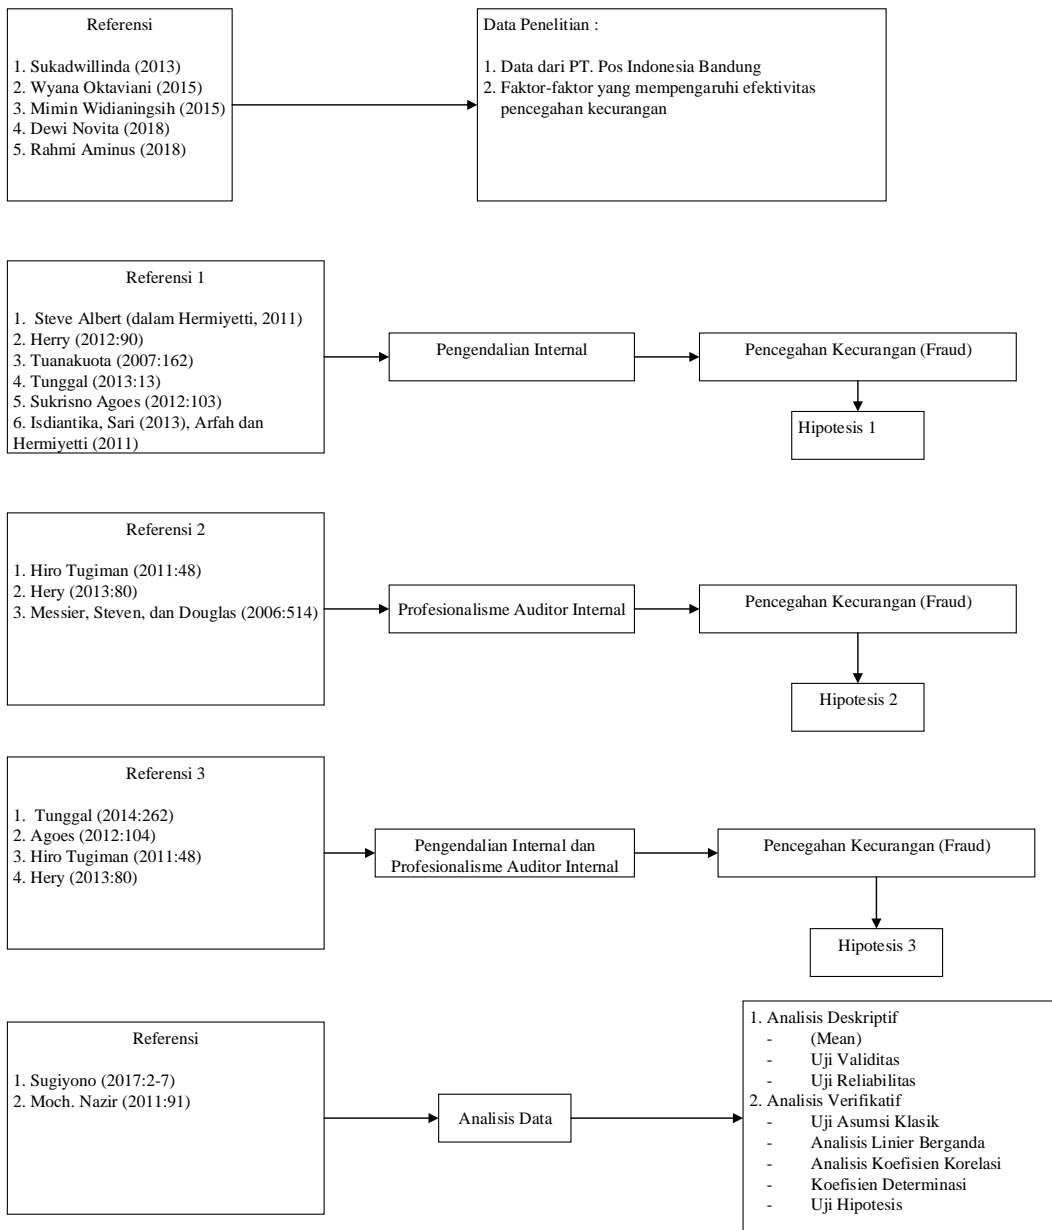 Referensi
1. Sukadwillinda (2013)
2. Wyana Oktaviani (2015)
3. Mimin Widianingsih (2015)
4. Dewi Novita (2018)
5. Rahmi Aminus (2018)
Data Penelitian :
1. Data dari PT. Pos Indonesia Bandung
2. Faktor-faktor yang mempengaruhi efektivitas
pencegahan kecurangan
Referensi 1
1. Steve Albert (dalam Hermiyetti, 2011)
2. Herry (2012:90)
3. Tuanakuota (2007:162)
4. Tunggal (2013:13)
5. Sukrisno Agoes (2012:103)
6. Isdiantika, Sari (2013), Arfah dan
Hermiyetti (2011)
Pengendalian Internal
Pencegahan Kecurangan (Fraud)
Hipotesis 1
Referensi 2
1. Hiro Tugiman (2011:48)
2. Hery (2013:80)
3. Messier, Steven, dan Douglas (2006:514)
Profesionalisme Auditor Internal
Pencegahan Kecurangan (Fraud)
Hipotesis 2
Referensi 3
1. Tunggal (2014:262)
2. Agoes (2012:104)
3. Hiro Tugiman (2011:48)
4. Hery (2013:80)
Pengendalian Internal dan
Profesionalisme Auditor Internal
Pencegahan Kecurangan (Fraud)
Hipotesis 3
Referensi
1. Sugiyono (2017:2-7)
2. Moch. Nazir (2011:91)
Analisis Data
1. Analisis Deskriptif
- (Mean)
- Uji Validitas
- Uji Reliabilitas
2. Analisis Verifikatif
- Uji Asumsi Klasik
- Analisis Linier Berganda
- Analisis Koefisien Korelasi
- Koefisien Determinasi
- Uji Hipotesis